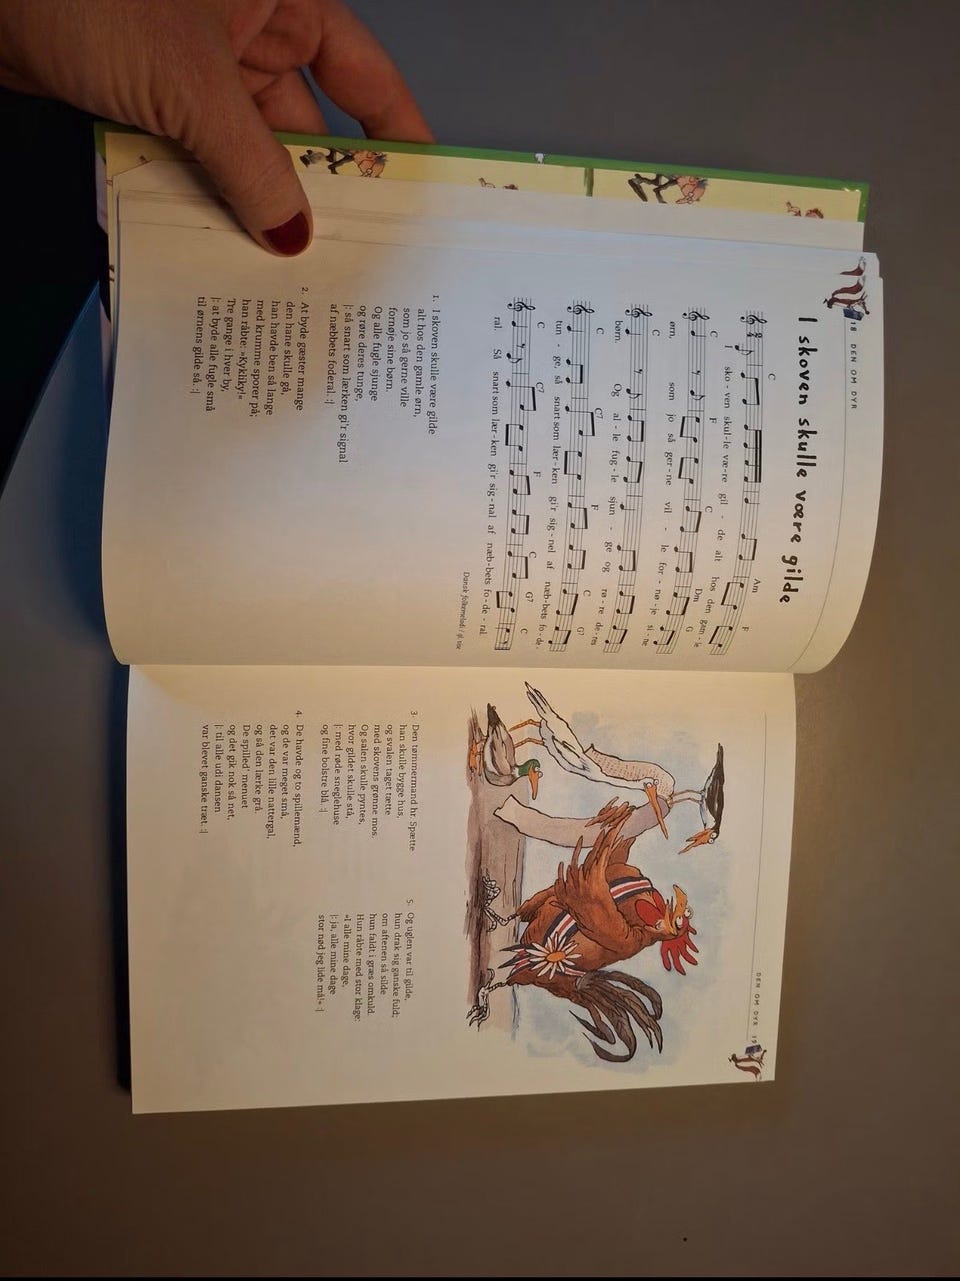 18 DEN OM DYR
I skoven skulle være gilde
C F Am F
I sko - ven skul - le væ - re gil - de alt hos den gam - le
C F C Dm G
ørn, som jo så ger - ne vil - le for - nø - je si - ne
C
børn. Og al - le fug - le sjun - ge og rø - re de - res
C C7 F C G7
tun - ge, så snart som lær - ken gi'r sig - nel af næb - bets fo - de -
C C7 F C G7 C
ral. Så snart som lær - ken gi'r sig - nal af næb - bets fo - de - ral.
Dansk folkemelodi / gl. vise
1. I skoven skulle være gilde
alt hos den gamle ørn,
som jo så gerne ville
fornøje sine børn.
Og alle fugle sjunge
og røre deres tunge,
|: så snart som lærken gi'r signal
af næbbets foderal. :|
2. At byde gæster mange
den hane skulle gå,
han havde ben så lange
med krumme sporer på;
han råbte: »Kykliky!«
Tre gange i hver by,
|: at byde alle fugle små
til ørnens gilde så. :|
DEN OM DYR 19
3. Den tømmermand hr. Spætte
han skulle bygge hus,
og svalen taget tætte
med skovens grønne mos.
Og salen skulle pyntes,
hvor gildet skulle stå,
|: med røde sneglehuse
og fine bolstre blå. :|
4. De havde og to spillemænd,
og de var meget små,
det var den lille nattergal,
og så den lærke grå.
De spilled' menuet
og det gik nok så net,
|: til alle udi dansen
var blevet ganske træt. :|
5. Og uglen var til gilde,
hun drak sig ganske fuld;
om aftenen så silde
hun faldt i græs omkuld.
Hun råbte med stor klage:
»I alle mine dage,
|: ja, alle mine dage
stor nød jeg lide må!« :|